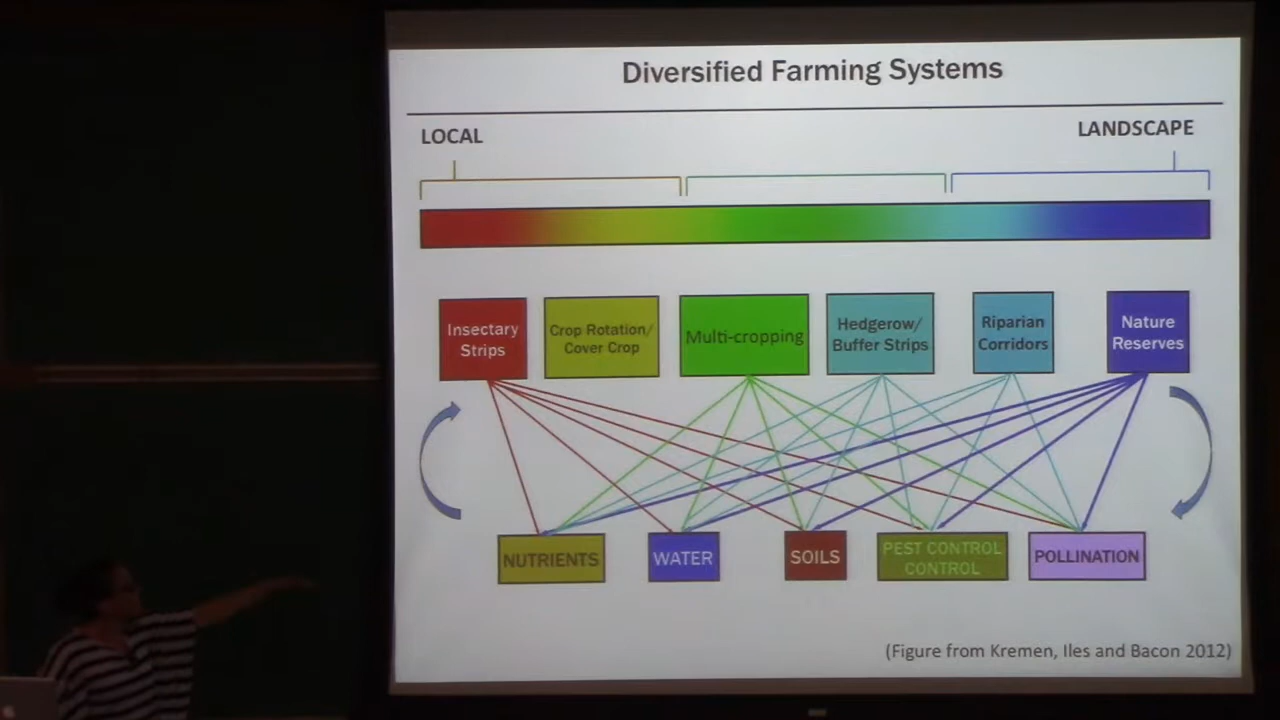 Diversified Farming Systems
LOCAL
LANDSCAPE
Insectary
Strips
Crop Rotation/
Cover Crop
Multi-cropping
Hedgerow/
Buffer Strips
Riparian
Corridors
Nature
Reserves
NUTRIENTS
WATER
SOILS
PEST CONTROL
CONTROL
POLLINATION
(Figure from Kremen, Iles and Bacon 2012)